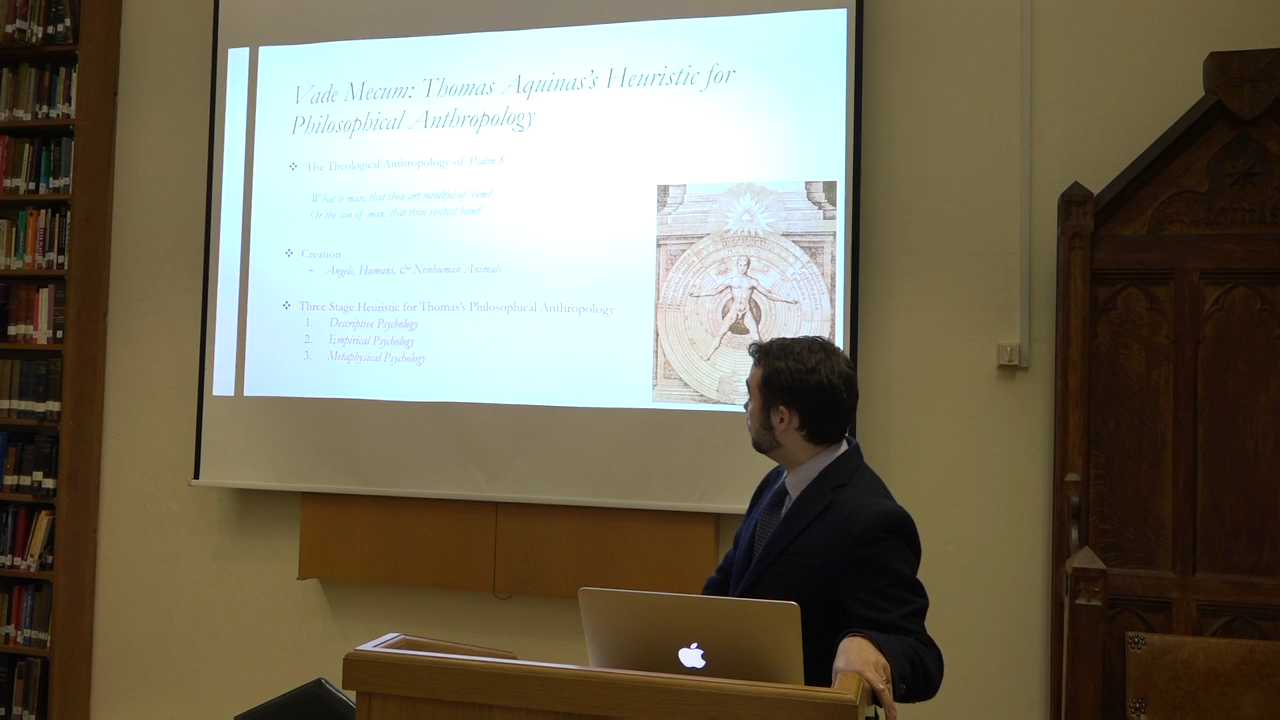 Vade Mecum: Thomas Aquinas's Heuristic for
Philosophical Anthropology
❖ The Theological Anthropology of Psalm 8
What is man, that thou art mindful of him?
Or the son of man, that thou visitest him?
❖ Creation
– Angels, Humans, & Nonhuman Animals
❖ Three Stage Heuristic for Thomas's Philosophical Anthropology
1. Descriptive Psychology
2. Empirical Psychology
3. Metaphysical Psychology